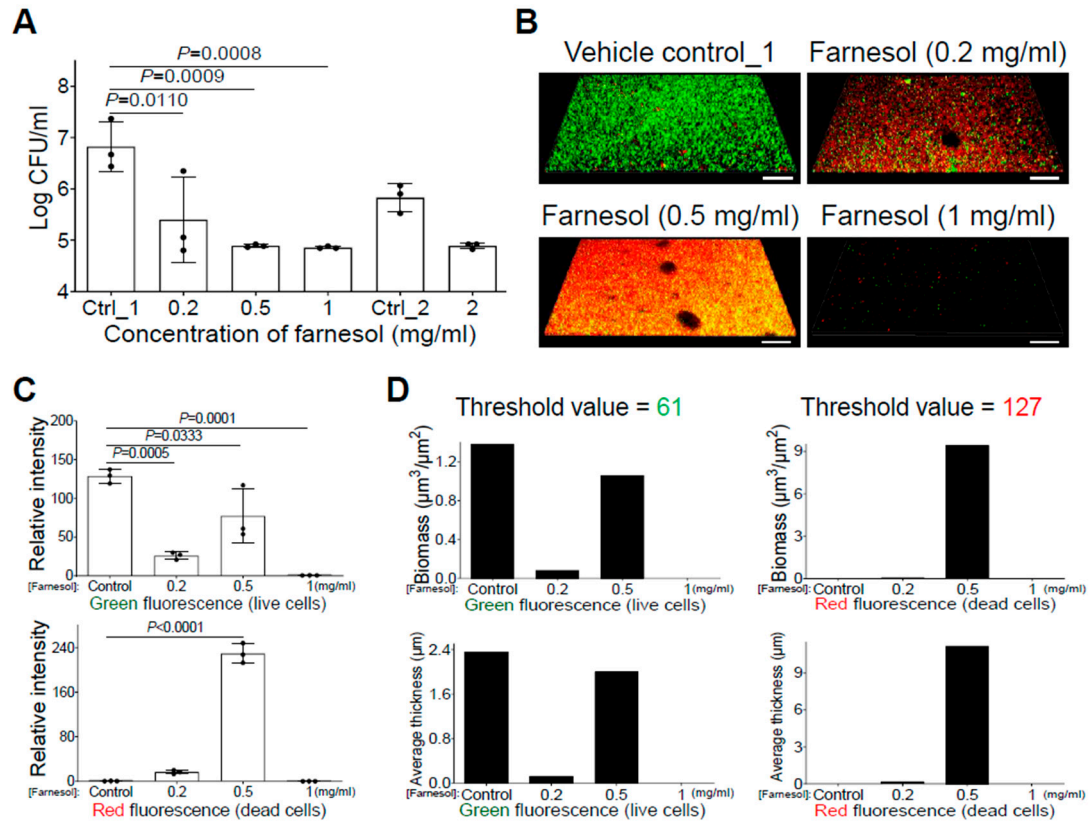 A
P=0.0008
P=0.0009
P=0.0110
Log CFU/ml
8
7
6
5
4
Ctrl_1 0.2 0.5 1 Ctrl_2 2
Concentration of farnesol (mg/ml)
B
Vehicle control_1 Farnesol (0.2 mg/ml)
Farnesol (0.5 mg/ml) Farnesol (1 mg/ml)
C
Relative intensity
200
150
100
50
0
P=0.0001
P=0.0333
P=0.0005
[Farnesol]: Control 0.2 0.5 1 (mg/ml)
Green fluorescence (live cells)
Relative intensity
240
160
80
0
P<0.0001
[Farnesol]: Control 0.2 0.5 1 (mg/ml)
Red fluorescence (dead cells)
D
Threshold value = 61
Biomass (µm³/µm²)
1.2
0.8
0.4
0.0
[Farnesol]: Control 0.2 0.5 1 (mg/ml)
Green fluorescence (live cells)
Average thickness (µm)
2.4
1.6
0.8
0.0
[Farnesol]: Control 0.2 0.5 1 (mg/ml)
Green fluorescence (live cells)
Threshold value = 127
Biomass (µm³/µm²)
9
6
3
0
[Farnesol]: Control 0.2 0.5 1 (mg/ml)
Red fluorescence (dead cells)
Average thickness (µm)
9
6
3
0
[Farnesol]: Control 0.2 0.5 1 (mg/ml)
Red fluorescence (dead cells)